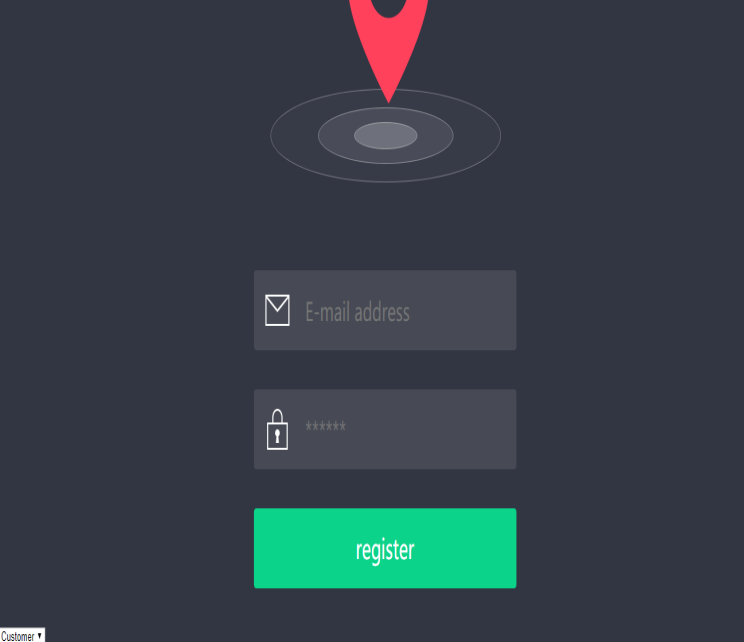 E-mail address
******
register
Customer